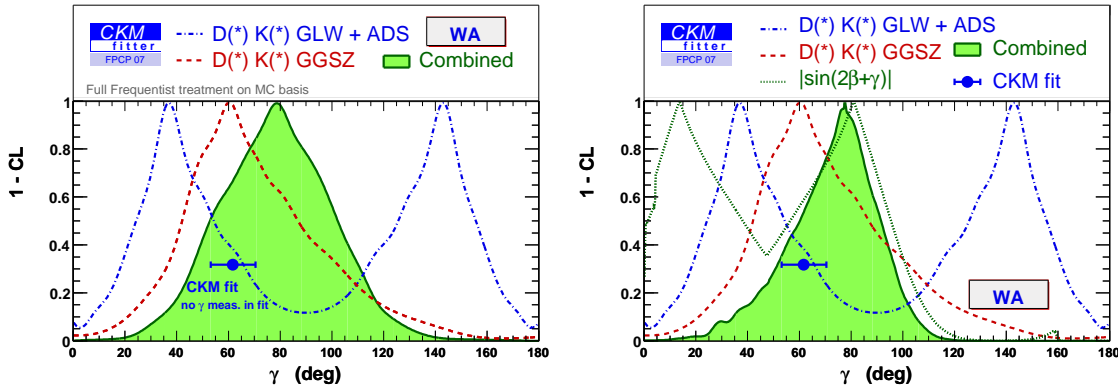 CKM
fitter
FPCP 07
D(*) K(*) GLW + ADS
D(*) K(*) GGSZ
WA
Combined
Full Frequentist treatment on MC basis
1 - CL
1
0.8
0.6
0.4
0.2
0
CKM fit
no γ meas. in fit
0 20 40 60 80 100 120 140 160 180
γ (deg)
CKM
fitter
FPCP 07
D(*) K(*) GLW + ADS
D(*) K(*) GGSZ
Combined
|sin(2β+γ)|
CKM fit
1 - CL
1
0.8
0.6
0.4
0.2
0
WA
0 20 40 60 80 100 120 140 160 180
γ (deg)